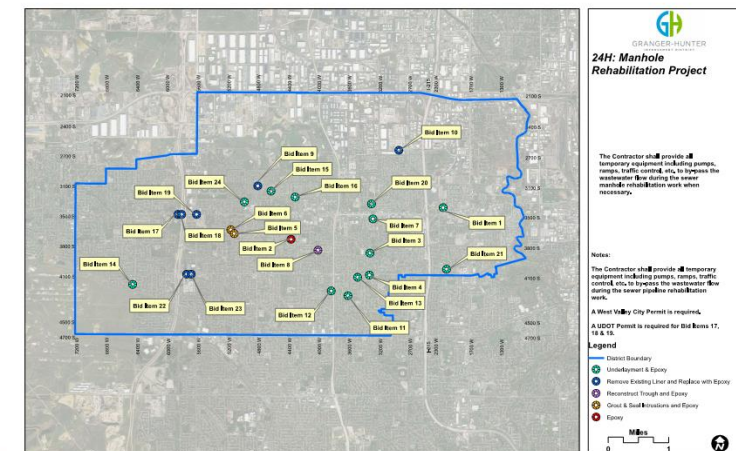 GH
GRANGER-HUNTER
IMPROVEMENT DISTRICT
24H: Manhole
Rehabilitation Project
The Contractor shall provide all
temporary equipment including pumps,
ramps, traffic control, etc, to by-pass the
wastewater flow during the sewer
manhole rehabilitation work when
necessary.
Notes:
The Contractor shall provide all temporary
equipment including pumps, ramps, traffic
control, etc. to by-pass the wastewater flow
during the sewer pipeline rehabilitation
work.
A West Valley City Permit is required.
A UDOT Permit is required for Bid Items 17,
18 & 19.
Legend
District Boundary
Underlayment & Epoxy
Remove Existing Liner and Replace with Epoxy
Reconstruct Trough and Epoxy
Grout & Seal Intrusions and Epoxy
Epoxy
Miles
0 1
N
Bid Item 10
Bid Item 9
Bid Item 15
Bid Item 24
Bid Item 16
Bid Item 19
Bid Item 20
Bid Item 6
Bid Item 17
Bid Item 18
Bid Item 5
Bid Item 7
Bid Item 1
Bid Item 2
Bid Item 3
Bid Item 14
Bid Item 8
Bid Item 21
Bid Item 4
Bid Item 22
Bid Item 23
Bid Item 13
Bid Item 12
Bid Item 11